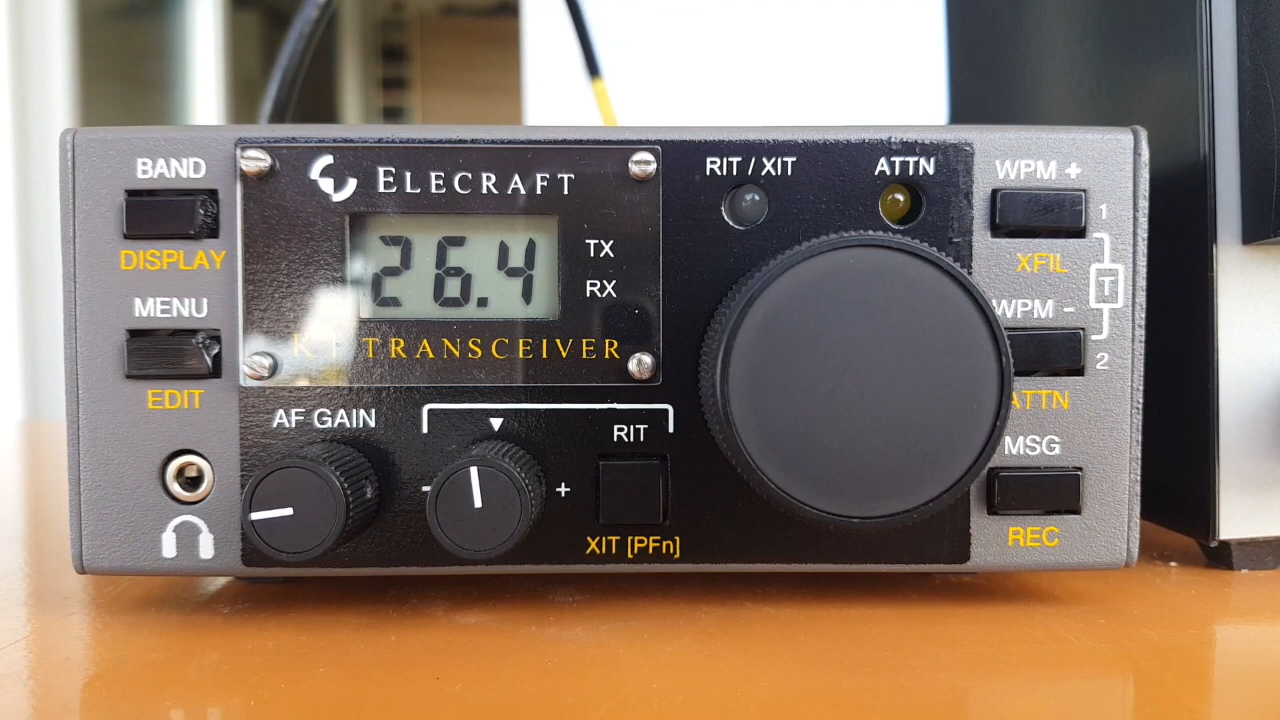 BAND
DISPLAY
MENU
EDIT
ELECRAFT
26.4
TX
RX
K1 TRANSCEIVER
AF GAIN
RIT
- +
XIT [PFn]
RIT / XIT
ATTN
WPM +
XFIL
1
T
WPM -
2
ATTN
MSG
REC